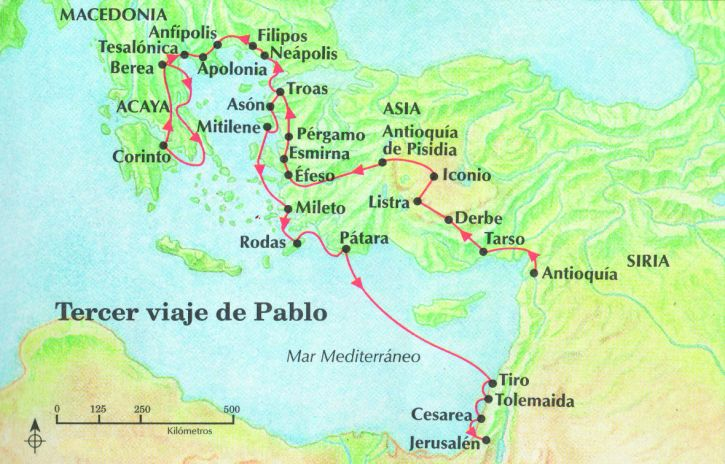 MACEDONIA
Anfípolis
Filipos
Tesalónica
Neápolis
Berea
Apolonia
Troas
ACAYA
Asón
ASIA
Mitilene
Pérgamo
Antioquía
de Pisidia
Corinto
Esmirna
Éfeso
Iconio
Listra
Mileto
Derbe
Rodas
Pátara
Tarso
SIRIA
Antioquía
Tercer viaje de Pablo
Mar Mediterráneo
Tiro
Tolemaida
0 125 250 500
Cesarea
Kilómetros
Jerusalén